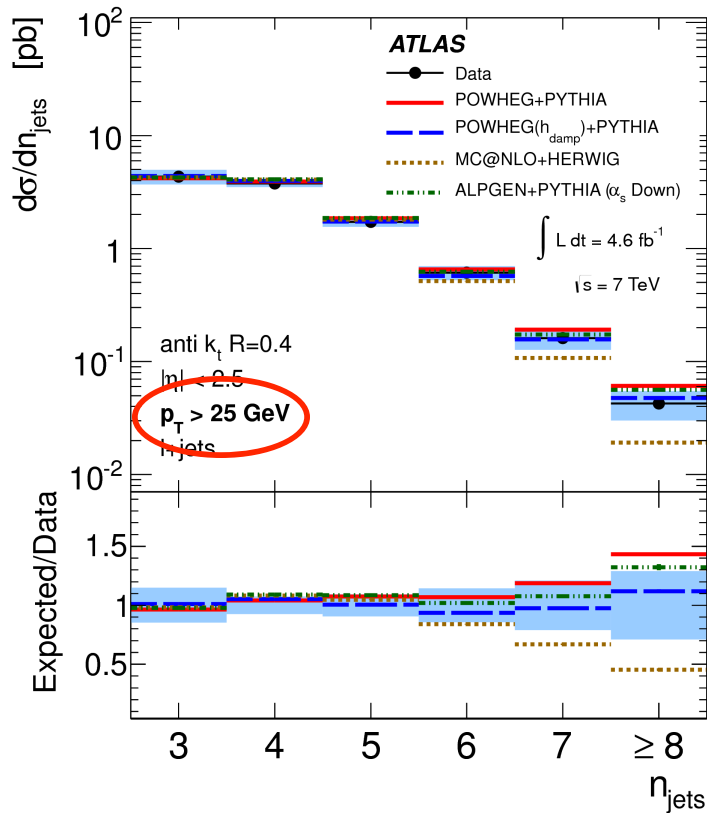 dσ/dn_jets [pb]
10²
10
1
10⁻¹
10⁻²
ATLAS
Data
POWHEG+PYTHIA
POWHEG(h_damp)+PYTHIA
MC@NLO+HERWIG
ALPGEN+PYTHIA (α_s Down)
∫ L dt = 4.6 fb⁻¹
√s = 7 TeV
anti k_t R=0.4
|η| < 2.5
p_T > 25 GeV
jets
Expected/Data
1.5
1
0.5
3 4 5 6 7 ≥ 8
n_jets